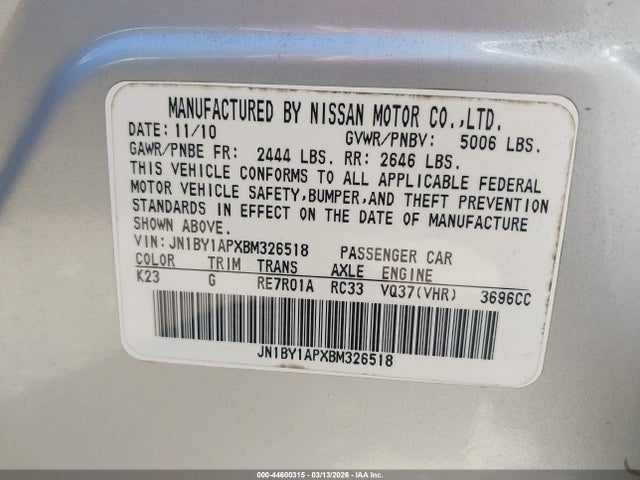 MANUFACTURED BY NISSAN MOTOR CO.,LTD.
DATE: 11/10 GVWR/PNBV: 5006 LBS.
GAWR/PNBE FR: 2444 LBS. RR: 2646 LBS.
THIS VEHICLE CONFORMS TO ALL APPLICABLE FEDERAL
MOTOR VEHICLE SAFETY,BUMPER,AND THEFT PREVENTION
STANDARDS IN EFFECT ON THE DATE OF MANUFACTURE
SHOWN ABOVE.
VIN: JN1BY1APXBM326518 PASSENGER CAR
COLOR TRIM TRANS AXLE ENGINE
K23 G RE7R01A RC33 VQ37(VHR) 3696CC
JN1BY1APXBM326518
000-44600315 - 03/13/2026 - IAA Inc.